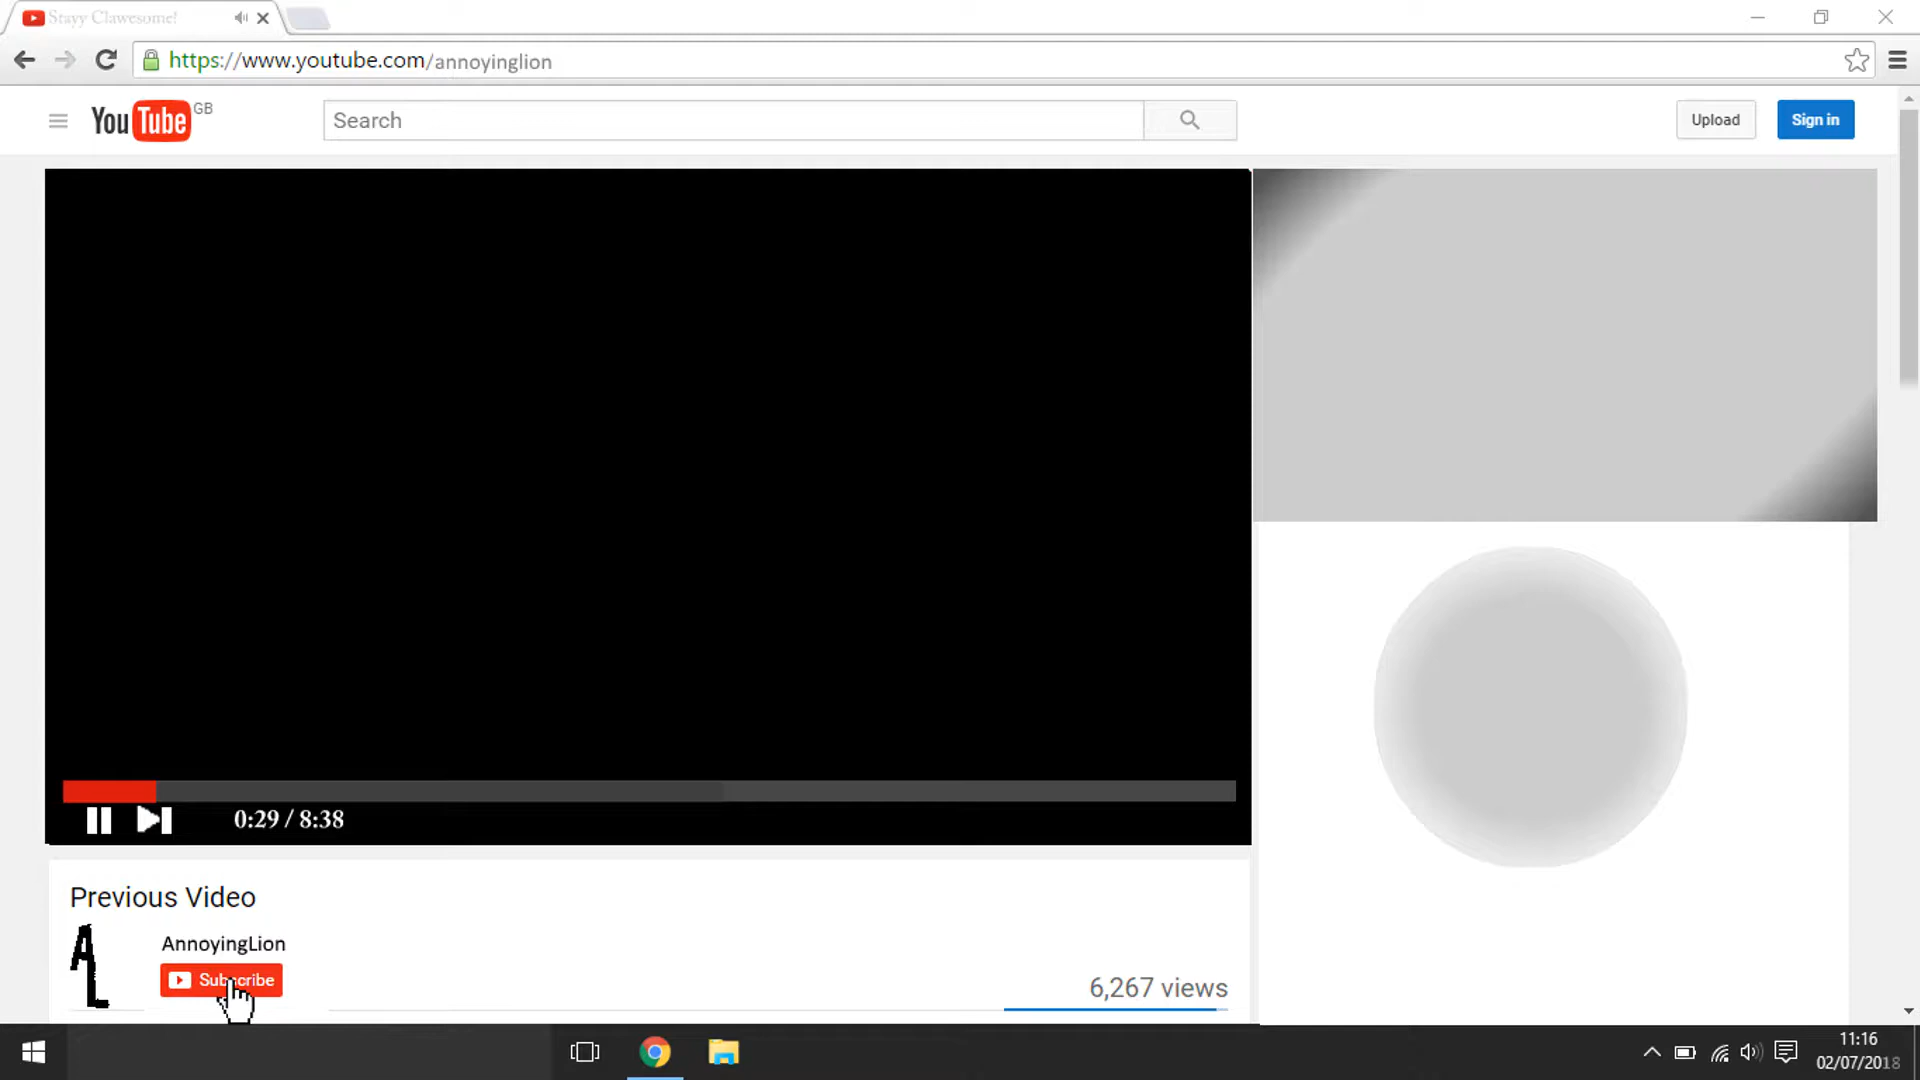 Stayy Clawesome!
https://www.youtube.com/annoyinglion
YouTube GB
Search
Upload
Sign in
0:29 / 8:38
Previous Video
AL
AnnoyingLion
Subscribe
6,267 views
11:16
02/07/2018